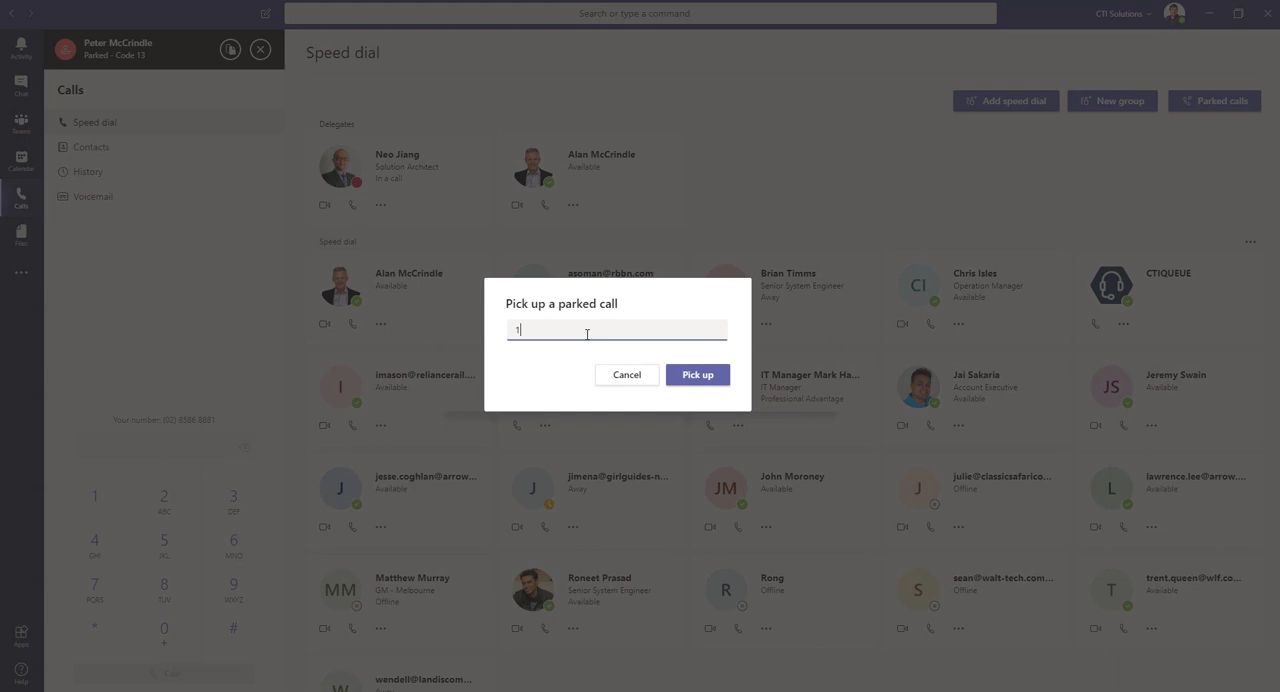 Search or type a command
CTI Solutions
Activity
Chat
Teams
Calendar
Calls
Files
Apps
Help
Peter McCrindle
Parked - Code 13
Calls
Speed dial
Contacts
History
Voicemail
Your number: (02) 8586 8681
1
2
ABC
3
DEF
4
GHI
5
JKL
6
MNO
7
PQRS
8
TUV
9
WXYZ
*
0
+
#
Call
Speed dial
Add speed dial
New group
Parked calls
Delegates
Neo Jiang
Solution Architect
In a call
Alan McCrindle
Available
Speed dial
Alan McCrindle
Available
asoman@rbbn.com
Brian Timms
Senior System Engineer
Away
CI
Chris Isles
Operation Manager
Available
CTIQUEUE
Pick up a parked call
1
Cancel
Pick up
I
imason@reliancerail....
Available
IT Manager Mark Ha...
IT Manager
Professional Advantage
Jai Sakaria
Account Executive
Available
JS
Jeremy Swain
Available
J
jesse.coghlan@arrow...
Available
J
jimena@girlguides-n...
Away
JM
John Moroney
Available
J
julie@classicsafarico...
Offline
L
lawrence.lee@arrow....
Available
MM
Matthew Murray
GM - Melbourne
Offline
Roneet Prasad
Senior System Engineer
Available
R
Rong
Offline
S
sean@walt-tech.com...
Offline
T
trent.queen@wlf.co...
Available
W
wendell@landiscom...